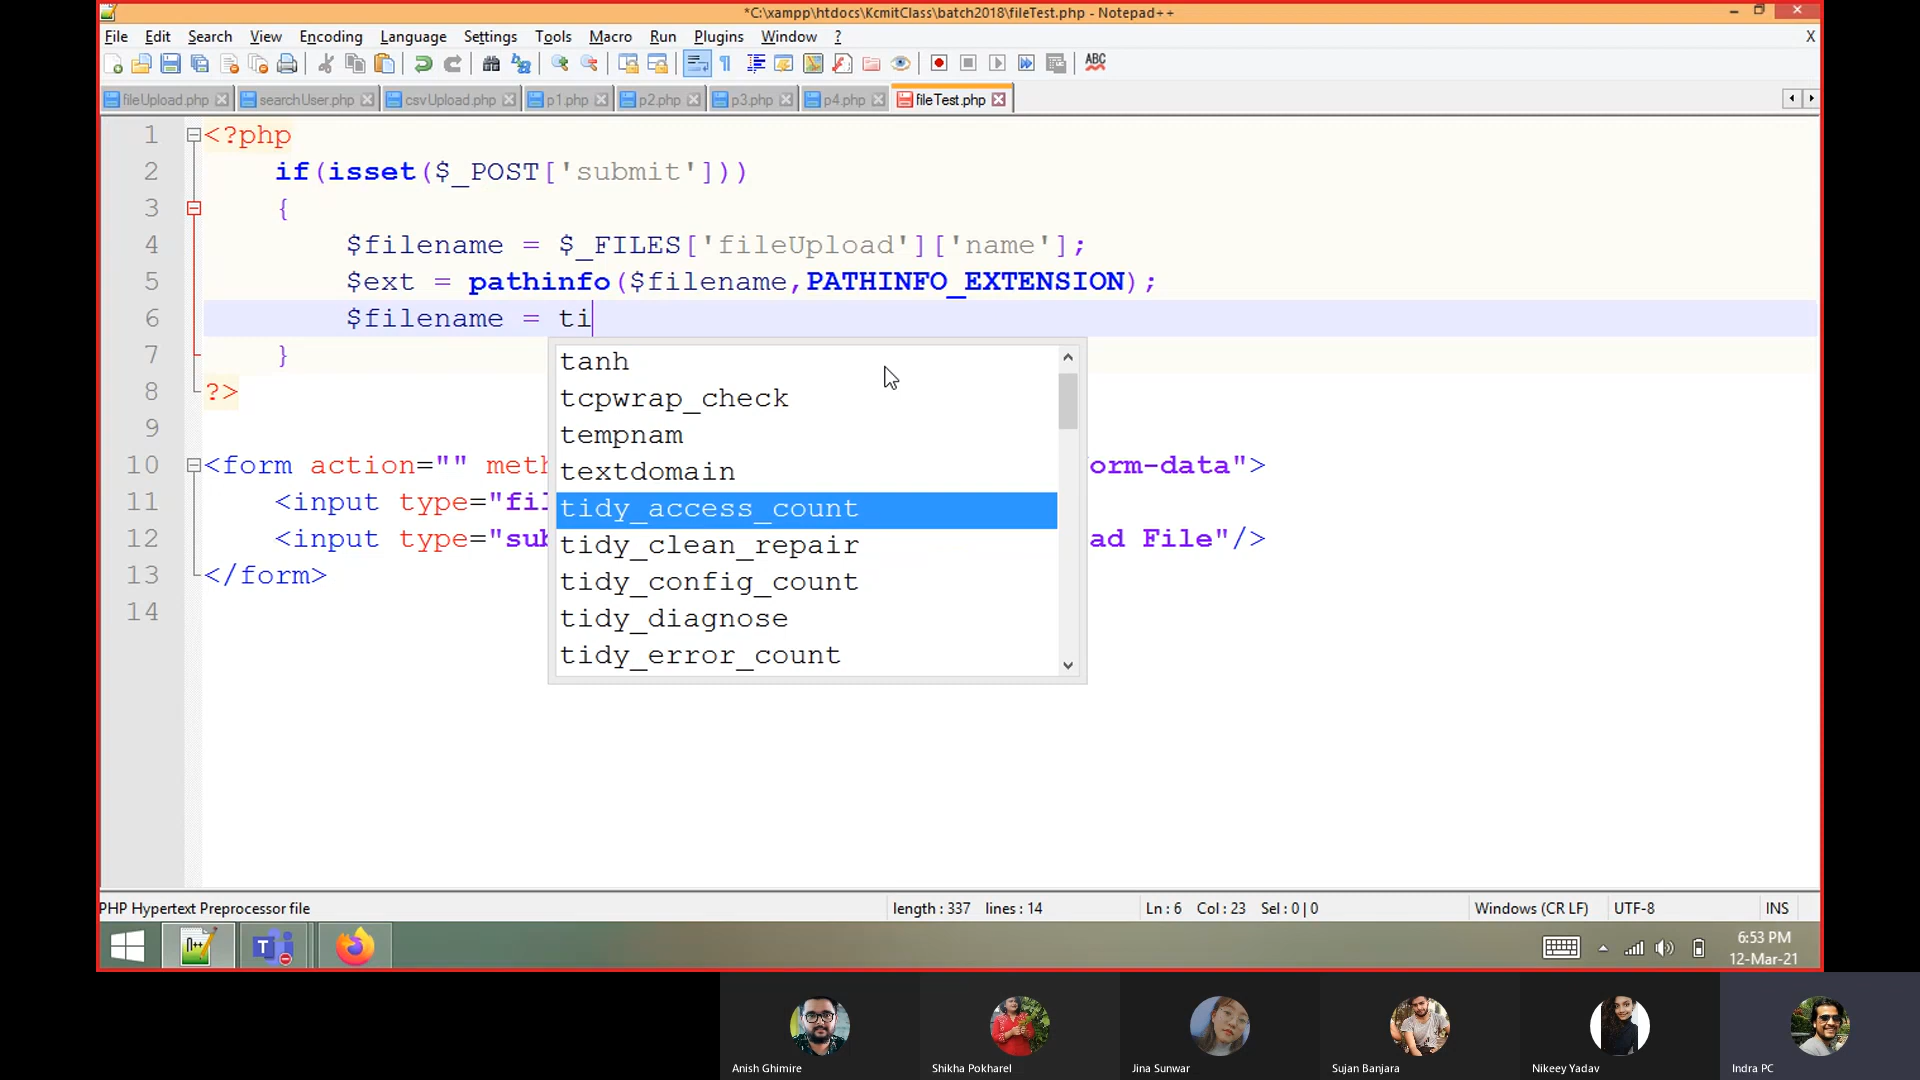 *C:\xampp\htdocs\KcmitClass\batch2018\fileTest.php - Notepad++
File Edit Search View Encoding Language Settings Tools Macro Run Plugins Window ? X
ABC
fileUpload.php searchUser.php csvUpload.php p1.php p2.php p3.php p4.php fileTest.php
1 <?php
2 if(isset($_POST['submit']))
3 {
4 $filename = $_FILES['fileUpload']['name'];
5 $ext = pathinfo($filename,PATHINFO_EXTENSION);
6 $filename = ti
7 }
8 ?>
9
10 <form action="" meth orm-data">
11 <input type="fil
12 <input type="sub ad File"/>
13 </form>
14
tanh
tcpwrap_check
tempnam
textdomain
tidy_access_count
tidy_clean_repair
tidy_config_count
tidy_diagnose
tidy_error_count
PHP Hypertext Preprocessor file length : 337 lines : 14 Ln : 6 Col : 23 Sel : 0 | 0 Windows (CR LF) UTF-8 INS
6:53 PM
12-Mar-21
Anish Ghimire Shikha Pokharel Jina Sunwar Sujan Banjara Nikeey Yadav Indra PC